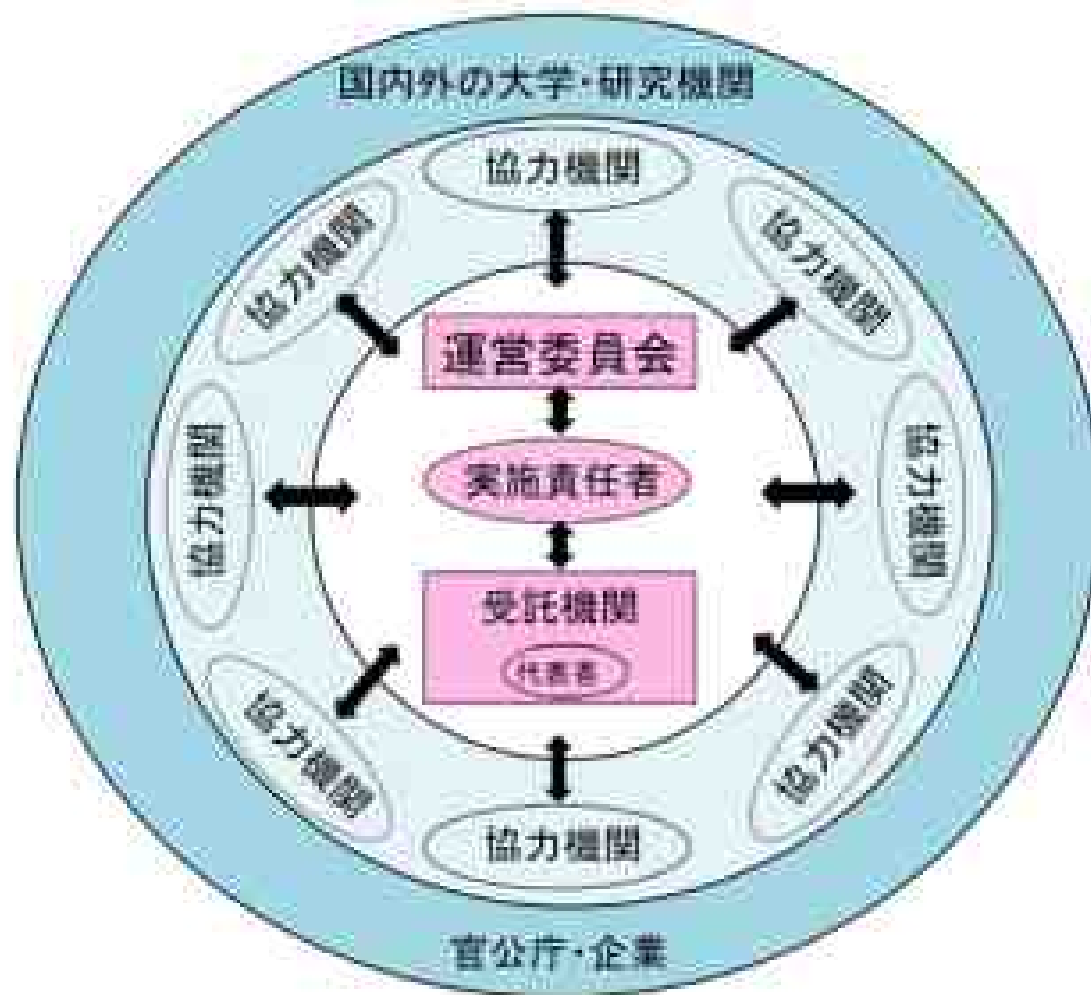 国内外の大学・研究機関
協力機関
協力機関
協力機関
運営委員会
協力機関
実施責任者
協力機関
受託機関
代表者
協力機関
協力機関
協力機関
官公庁・企業